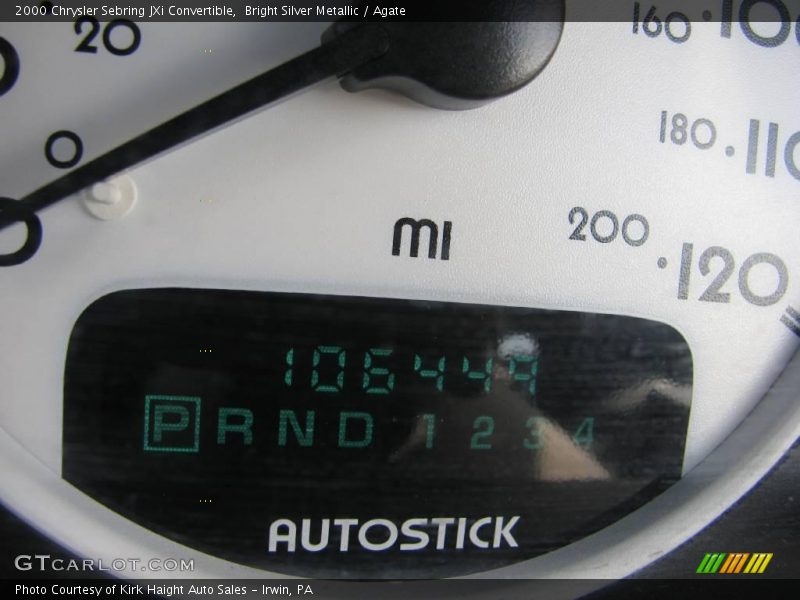 2000 Chrysler Sebring JXi Convertible,  Bright Silver Metallic / Agate
20
160
0
180
110
0
200
120
MI
106449
P R N D 1 2 3 4
AUTOSTICK
GTCARLOT.COM
Photo Courtesy of Kirk Haight Auto Sales - Irwin, PA